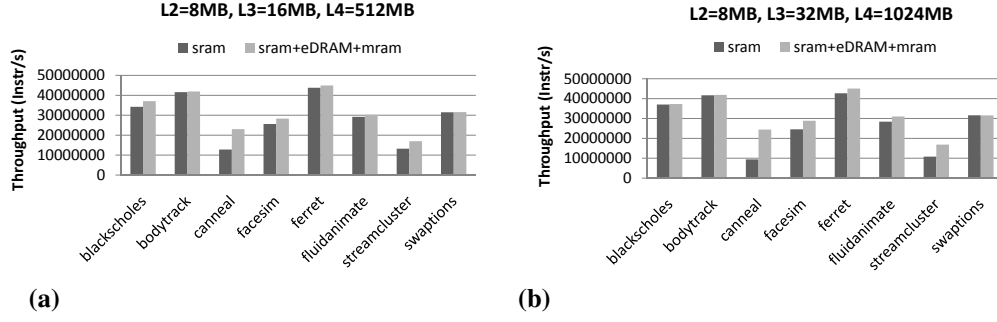 L2=8MB, L3=16MB, L4=512MB
sram sram+eDRAM+mram
Throughput (Instr/s)
50000000
40000000
30000000
20000000
10000000
0
blackscholes
bodytrack
canneal
facesim
ferret
fluidanimate
streamcluster
swaptions
(a)
L2=8MB, L3=32MB, L4=1024MB
sram sram+eDRAM+mram
Throughput (Instr/s)
50000000
40000000
30000000
20000000
10000000
0
blackscholes
bodytrack
canneal
facesim
ferret
fluidanimate
streamcluster
swaptions
(b)